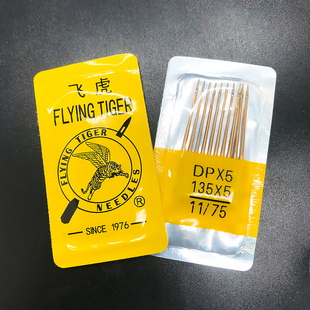 飞虎
FLYING TIGER
FLYING TIGER
NEEDLES
®
SINCE 1976
DPX5
135X5
11/75